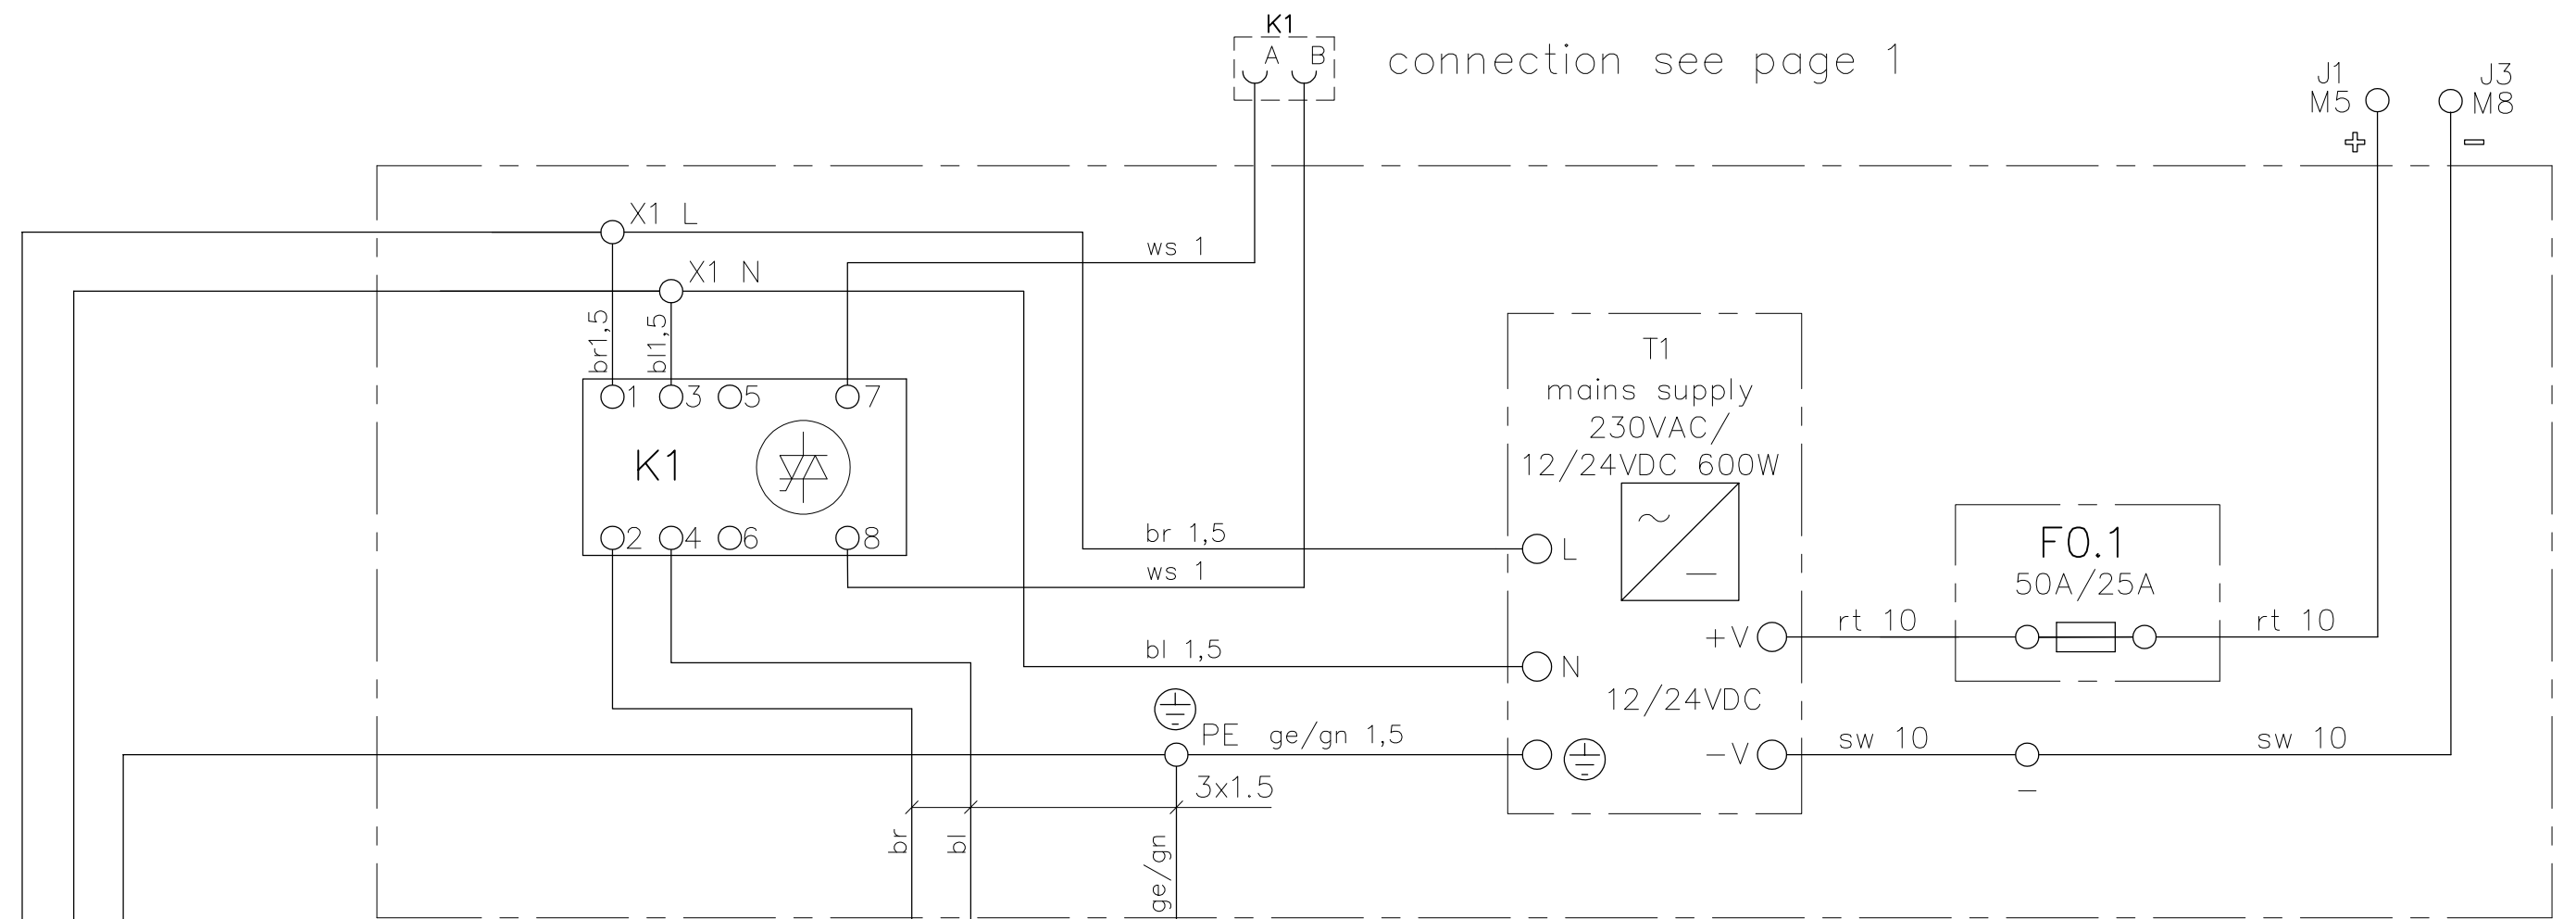 K1
A B
connection see page 1
J1
M5
J3
M8
+
-
X1 L
X1 N
ws 1
br1,5
bl1,5
1 3 5 7
K1
2 4 6 8
br 1,5
ws 1
bl 1,5
T1
mains supply
230VAC/
12/24VDC 600W
L
N
+V
12/24VDC
-V
F0.1
50A/25A
rt 10
rt 10
PE
ge/gn 1,5
sw 10
sw 10
-
3x1.5
br
bl
ge/gn